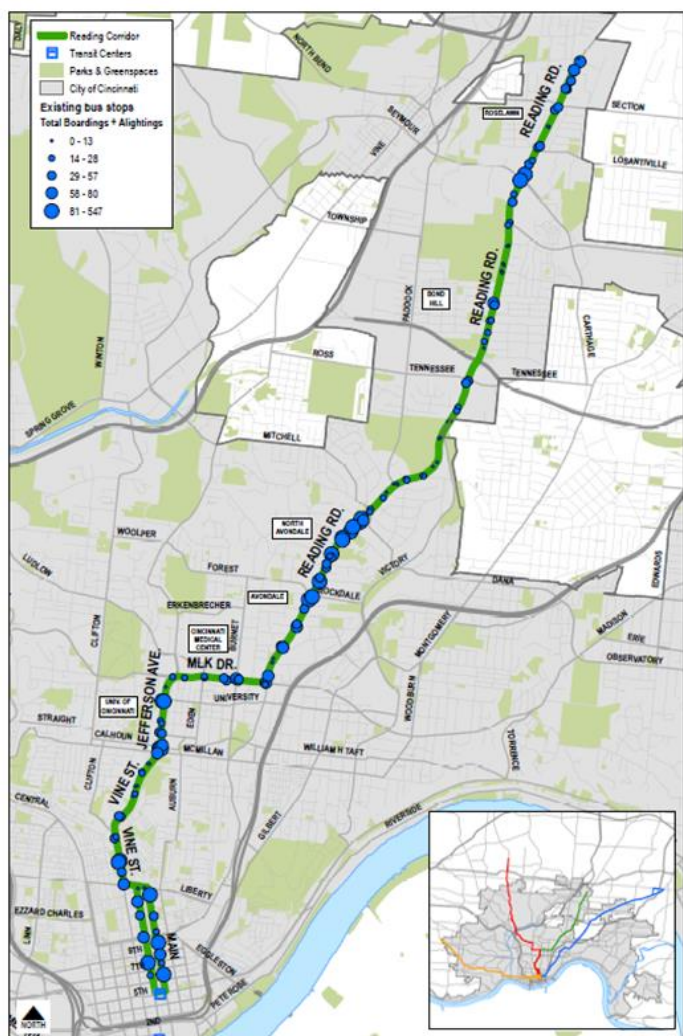 Reading Corridor
Transit Centers
Parks & Greenspaces
City of Cincinnati
Existing bus stops
Total Boardings + Alightings
0 - 13
14 - 28
29 - 57
58 - 80
81 - 547
DALY
NORTH BEND
SEYMOUR
VINE
ROSELAWN
READING RD.
SECTION
LOSANTIVILLE
TOWNSHIP
READING RD.
PADDOCK
BOND
HILL
CARTHAGE
WINTON
ROSS
TENNESSEE
TENNESSEE
SPRING GROVE
MITCHELL
WOOLPER
NORTH
AVONDALE
READING RD.
VICTORY
EDWARDS
LUDLOW
FOREST
DANA
AVONDALE
ROCKDALE
ERKENBRECHER
MADISON
ERIE
OBSERVATORY
CLIFTON
CINCINNATI
MEDICAL
CENTER
BURNET
MONTGOMERY
MLK DR.
UNIVERSITY
WOODBURN
UNIV. OF
CINCINNATI
JEFFERSON AVE.
EDEN
STRAIGHT
CALHOUN
MCMILLAN
WILLIAM H TAFT
TORRENCE
CLIFTON
VINE ST.
AUBURN
CENTRAL
GILBERT
RIVERSIDE
VINE ST.
LIBERTY
EZZARD CHARLES
LINN
MAIN
EGGLESTON
9TH
7TH
5TH
PETE ROSE
2ND
NORTH